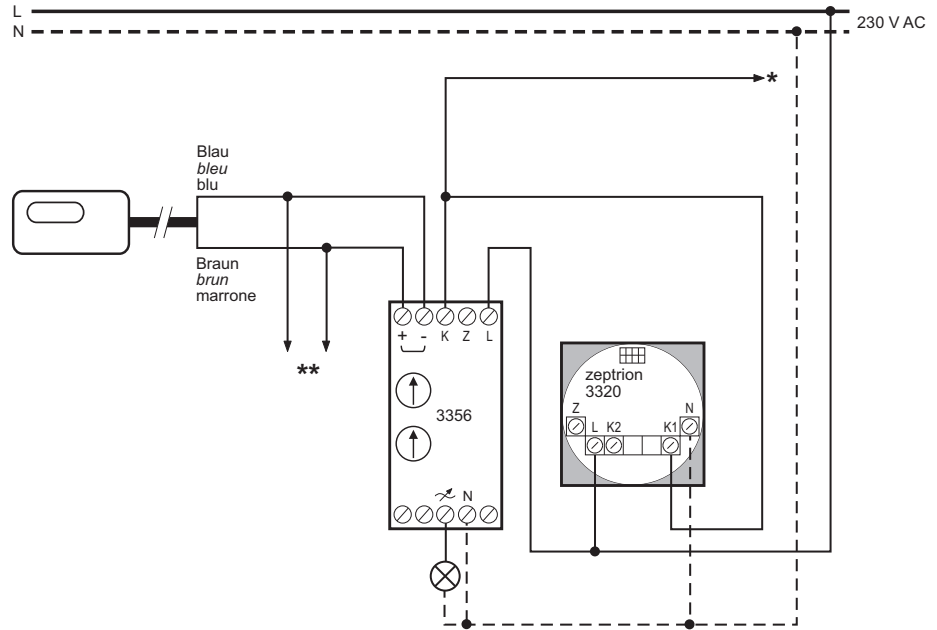 L
N
230 V AC
*
Blau
bleu
blu
Braun
brun
marrone
**
+ - K Z L
3356
N
zeptrion
3320
Z
L K2 K1
N